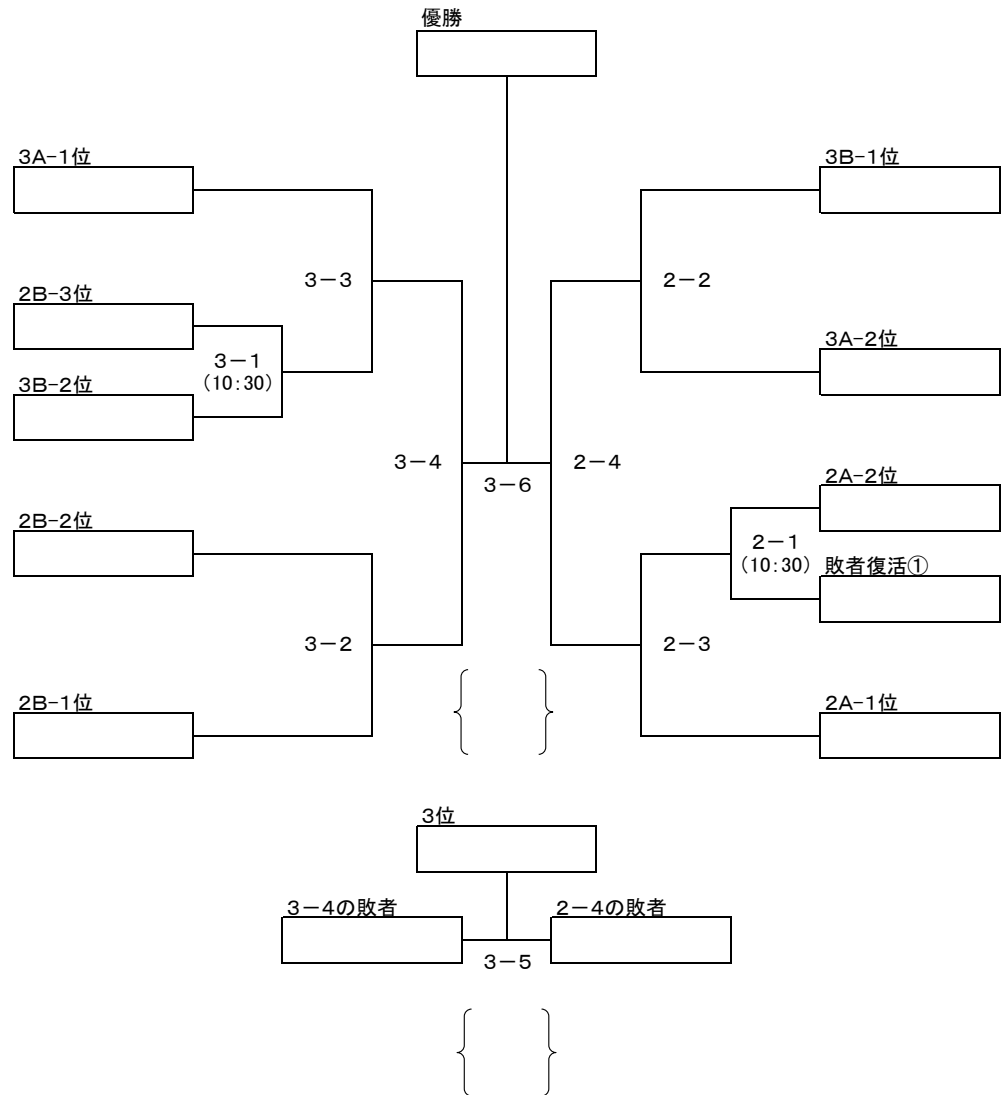 優勝
3A-1位
3B-1位
3-3
2-2
2B-3位
3-1
(10:30)
3A-2位
3B-2位
3-4
2-4
3-6
2A-2位
2B-2位
2-1
(10:30)
敗者復活①
3-2
2-3
2B-1位
2A-1位
3位
3-4の敗者
2-4の敗者
3-5